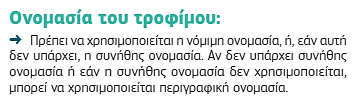 Ονομασία του τροφίμου:
→ Πρέπει να χρησιμοποιείται η νόμιμη ονομασία, ή, εάν αυτή
δεν υπάρχει, η συνήθης ονομασία. Αν δεν υπάρχει συνήθης
ονομασία ή εάν η συνήθης ονομασία δεν χρησιμοποιείται,
μπορεί να χρησιμοποιείται περιγραφική ονομασία.